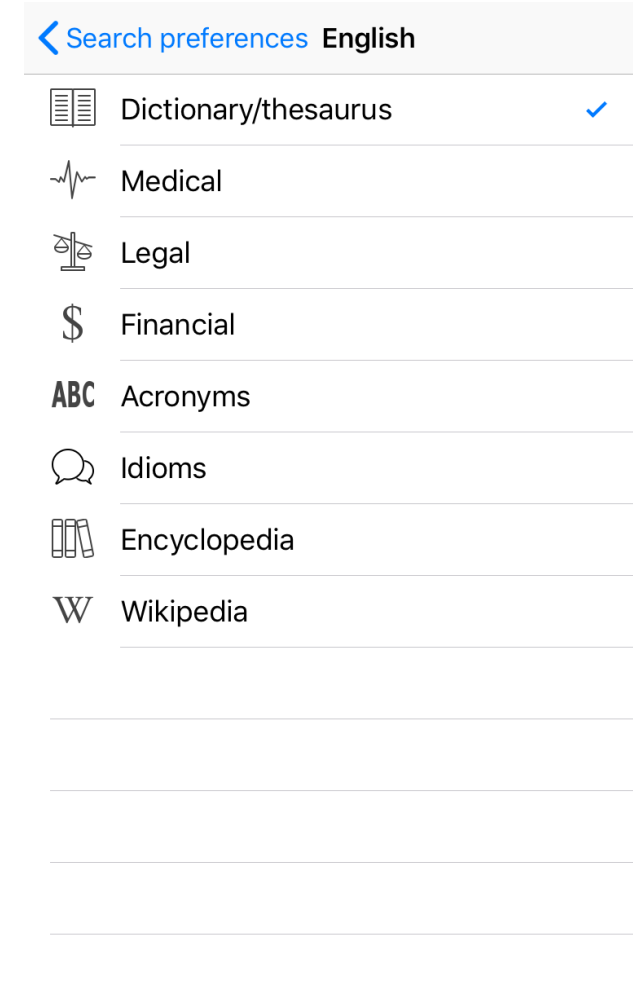 Search preferences English
Dictionary/thesaurus
Medical
Legal
$ Financial
ABC Acronyms
Idioms
Encyclopedia
W Wikipedia